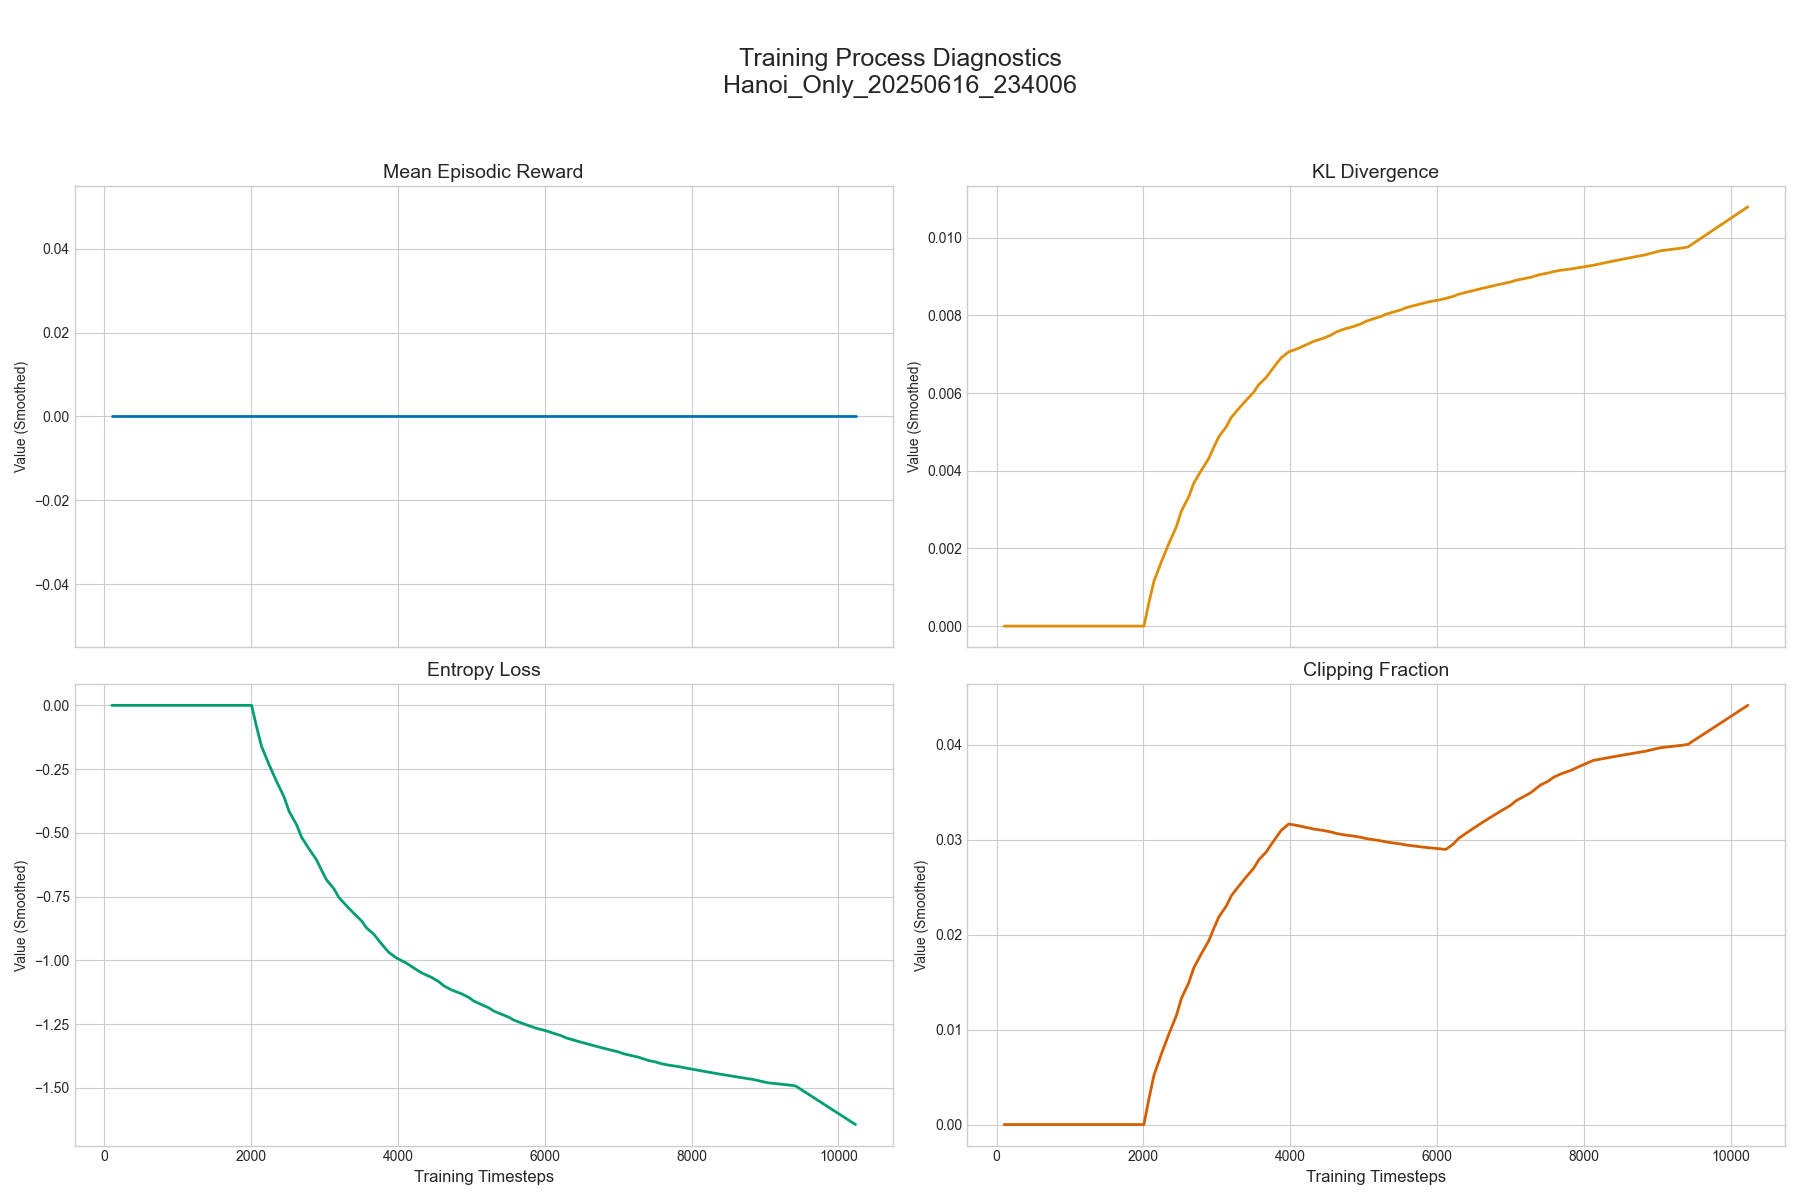 Training Process Diagnostics
Hanoi_Only_20250616_234006
Mean Episodic Reward
Value (Smoothed)
0.04
0.02
0.00
−0.02
−0.04
KL Divergence
Value (Smoothed)
0.010
0.008
0.006
0.004
0.002
0.000
Entropy Loss
Value (Smoothed)
0.00
−0.25
−0.50
−0.75
−1.00
−1.25
−1.50
0 2000 4000 6000 8000 10000
Training Timesteps
Clipping Fraction
Value (Smoothed)
0.04
0.03
0.02
0.01
0.00
0 2000 4000 6000 8000 10000
Training Timesteps